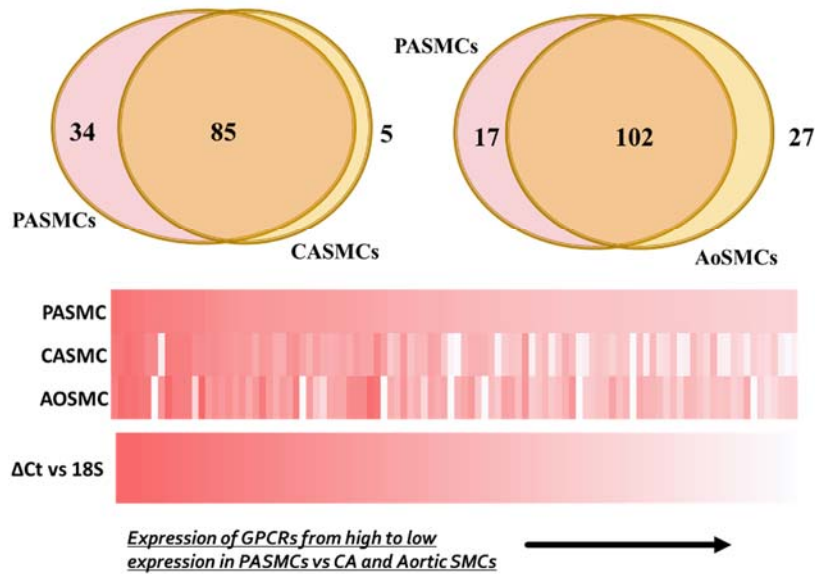 PASMCs
34
85
5
PASMCs
CASMCs
17
102
27
AoSMCs
PASMC
CASMC
AOSMC
ΔCt vs 18S
Expression of GPCRs from high to low
expression in PASMCs vs CA and Aortic SMCs